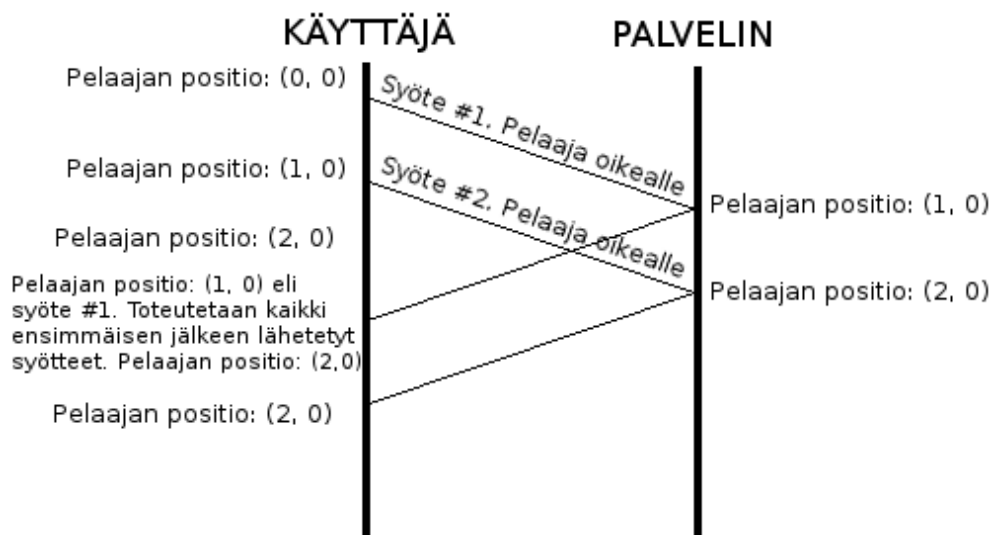 KÄYTTÄJÄ
PALVELIN
Pelaajan positio: (0, 0)
Syöte #1. Pelaaja oikealle
Pelaajan positio: (1, 0)
Syöte #2. Pelaaja oikealle
Pelaajan positio: (1, 0)
Pelaajan positio: (2, 0)
Pelaajan positio: (1, 0) eli
syöte #1. Toteutetaan kaikki
ensimmäisen jälkeen lähetetyt
syötteet. Pelaajan positio: (2,0)
Pelaajan positio: (2, 0)
Pelaajan positio: (2, 0)